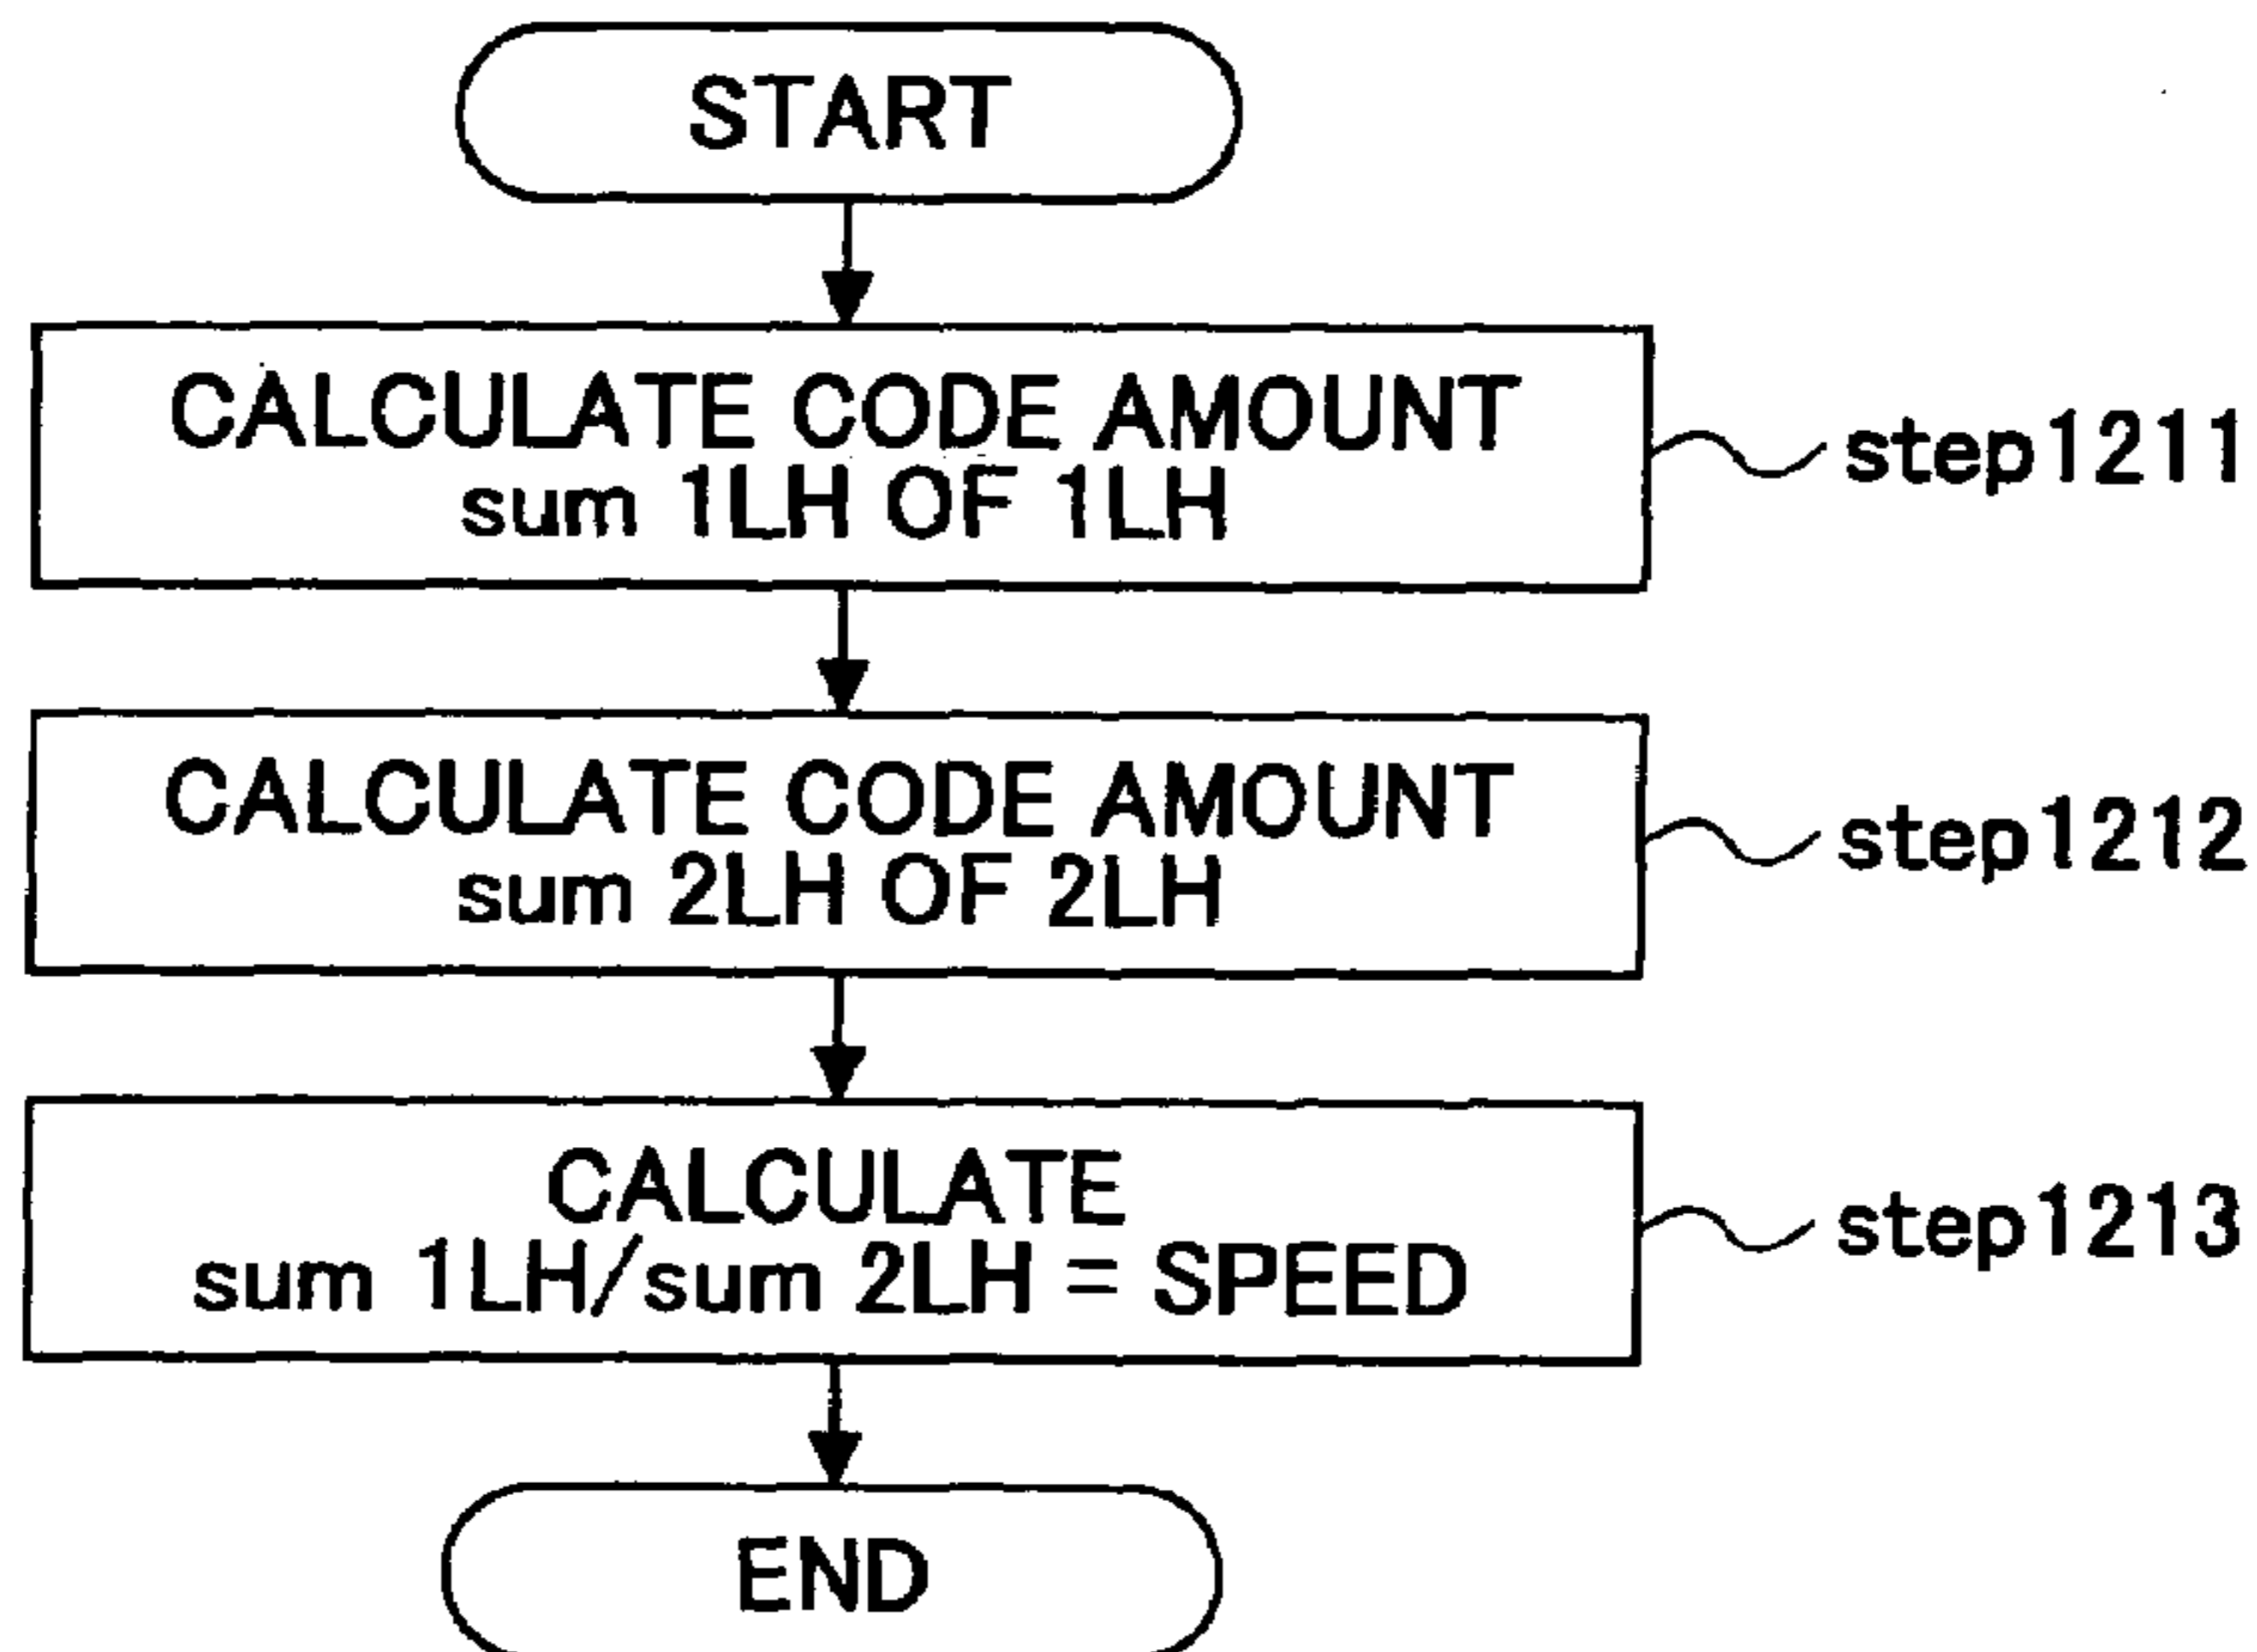 START
CALCULATE CODE AMOUNT
sum 1LH OF 1LH
step1211
CALCULATE CODE AMOUNT
sum 2LH OF 2LH
step1212
CALCULATE
sum 1LH/sum 2LH = SPEED
step1213
END